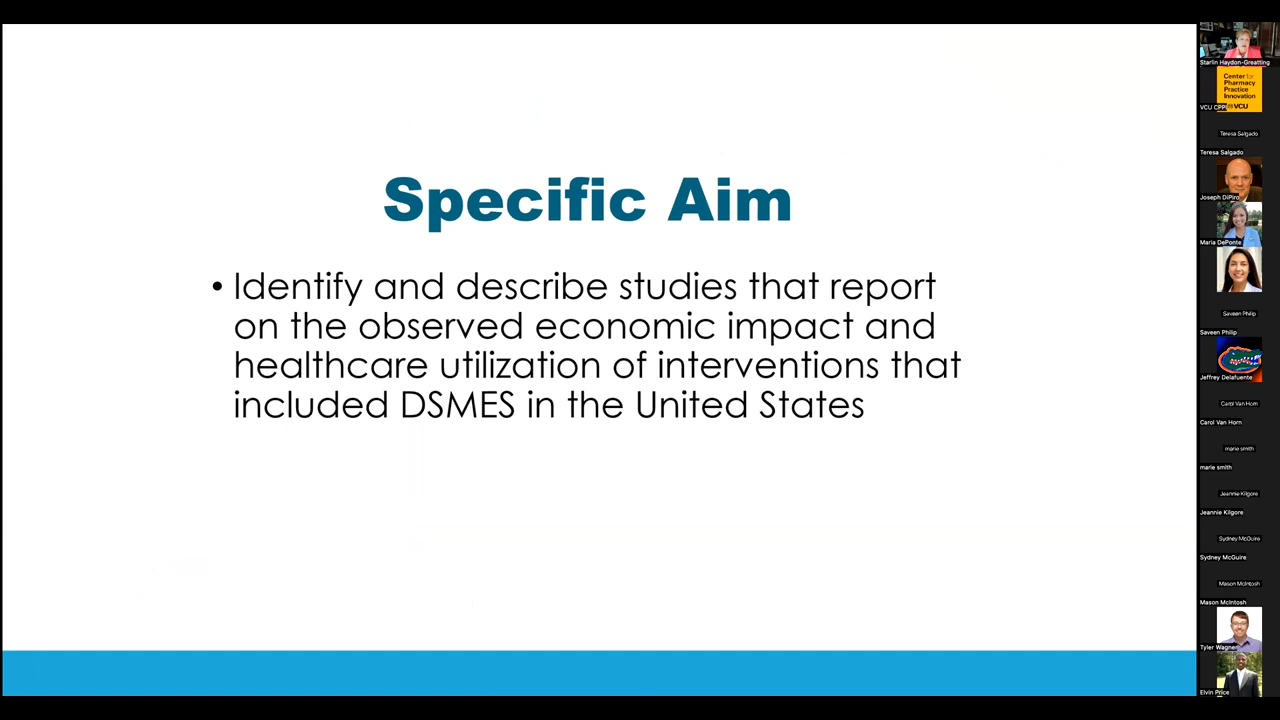 Specific Aim
• Identify and describe studies that report
on the observed economic impact and
healthcare utilization of interventions that
included DSMES in the United States
Starlin Haydon-Greatting
Center for
Pharmacy
Practice
Innovation
VCU
VCU CPPI
Teresa Salgado
Teresa Salgado
Joseph DiPiro
Maria DePonte
Saveen Philip
Saveen Philip
Jeffrey Delafuente
Carol Van Horn
Carol Van Horn
marie smith
marie smith
Jeannie Kilgore
Jeannie Kilgore
Sydney McGuire
Sydney McGuire
Mason McIntosh
Mason McIntosh
Tyler Wagner
Elvin Price